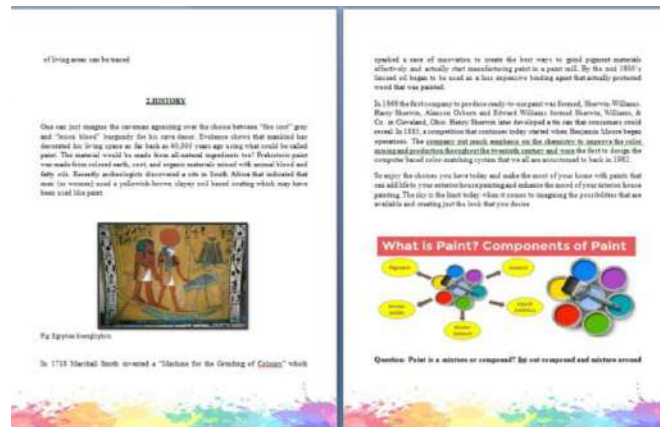 of living areas can be traced
2.HISTORY
One can just imagine the caveman agonizing over the choice between "fire soot" gray
and "bison blood" burgundy for his cave decor. Evidence shows that mankind has
decorated his living space as far back as 40,000 years ago using what could be called
paint. The material would be made from all-natural ingredients too! Prehistoric paint
was made from colored earth, soot, and organic materials mixed with animal blood and
fatty oils. Recently archeologists discovered a site in South Africa that indicated that
man (or woman) used a yellowish-brown clayey soil based coating which may have
been used like paint.
Fig: Egyptian
In 1718 Marshall Smith invented a "Machine for the Grinding of Colours" which
sparked a race of innovation to create the best ways to grind pigment materials
effectively and actually start manufacturing paint in a paint mill. By the mid 1800's
linseed oil began to be used as a less expensive binding agent that actually protected
wood that was painted.
In 1866 the first company to produce ready-to-use paint was formed, Sherwin-Williams.
Harry Sherwin, Alanson Osborn and Edward Williams formed Sherwin, Williams, &
Co. in Cleveland, Ohio. Henry Sherwin later developed a tin can that consumers could
reseal. In 1883, a competition that continues today started when Benjamin Moore began
operations. The company put much emphasis on the chemistry to improve the color
mixing and production throughout the twentieth century and were the first to design the
computer based color-matching system that we all are accustomed to back in 1982.
So enjoy the choices you have today and make the most of your home with paints that
can add life to your exterior house painting and enhance the mood of your interior house
painting. The sky is the limit today when it comes to imagining the possibilities that are
available and creating just the look that you desire
What is Paint? Components of Paint
Pigment
Solvent
Liquid
Question: Paint is a mixture or compound? list out compound and mixture around